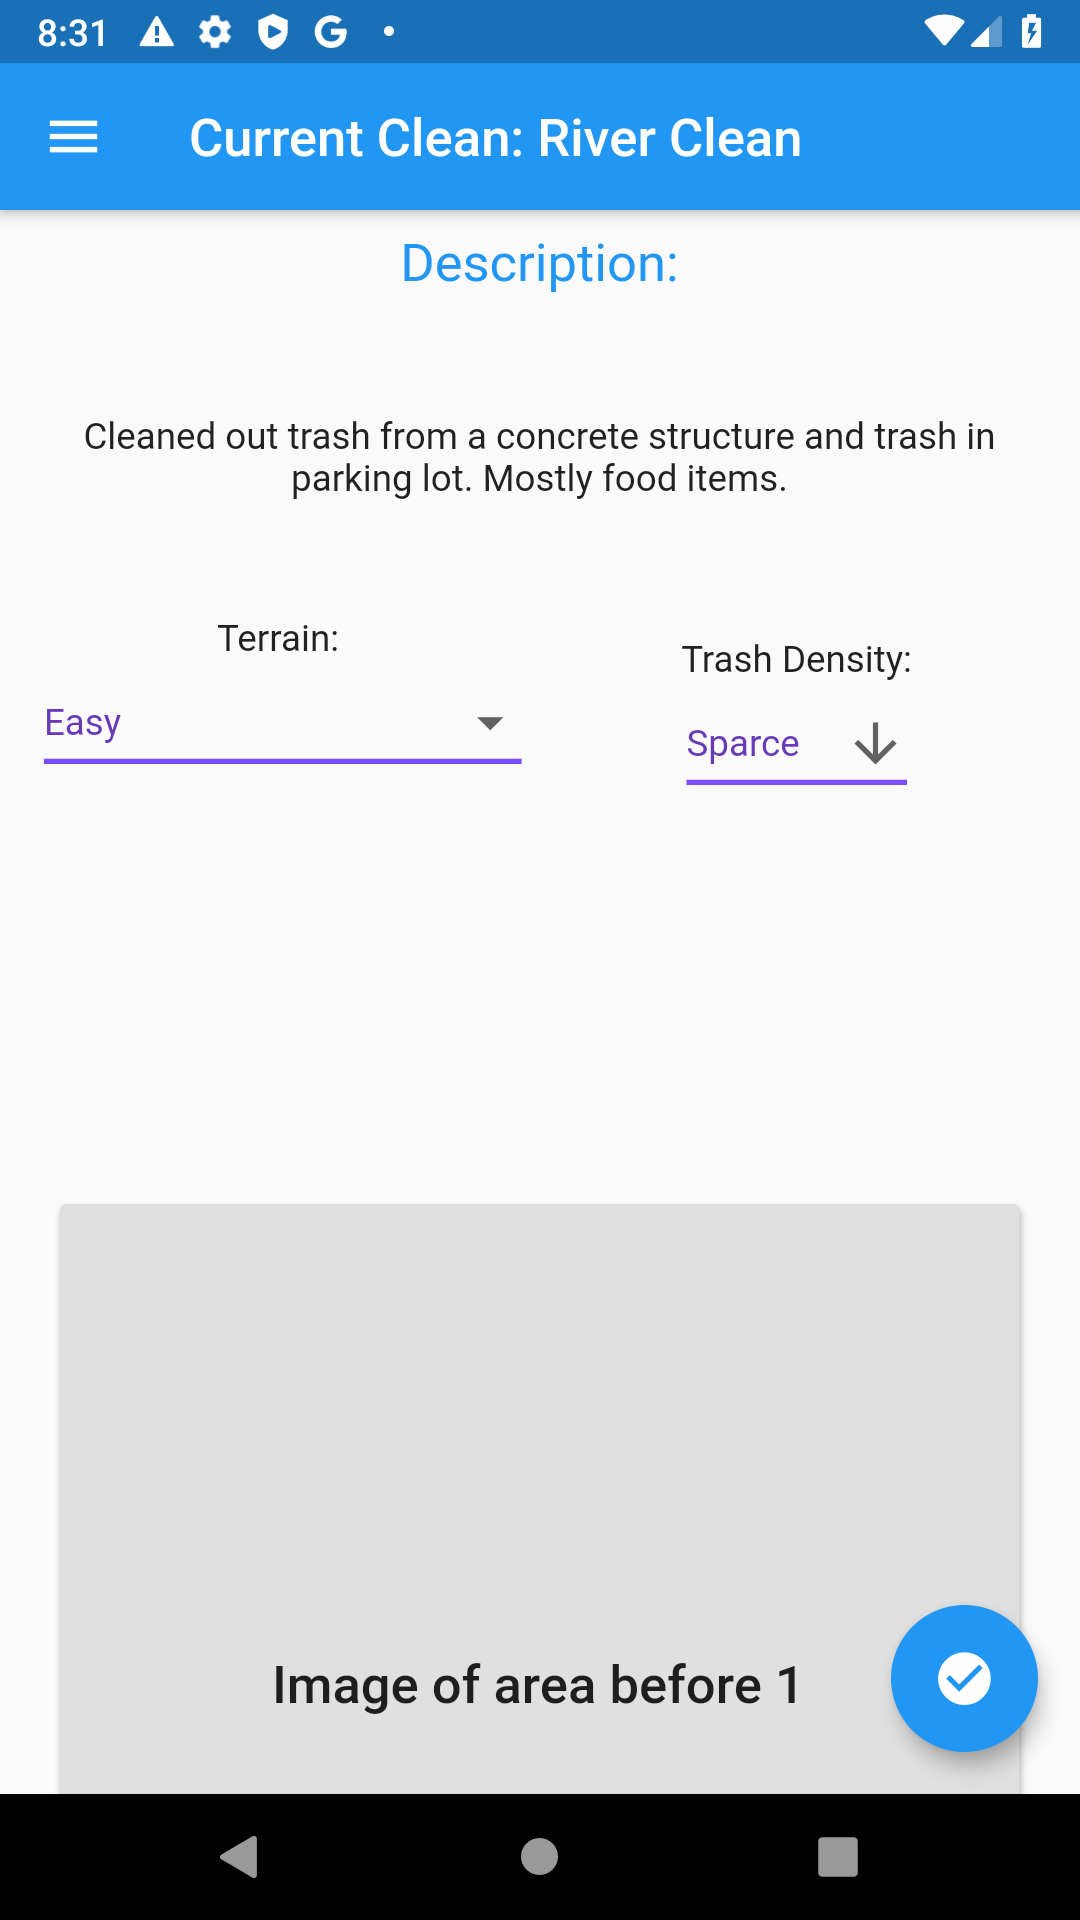 8:31
Current Clean: River Clean
Description:
Cleaned out trash from a concrete structure and trash in
parking lot. Mostly food items.
Terrain:
Trash Density:
Easy
Sparce
Image of area before 1